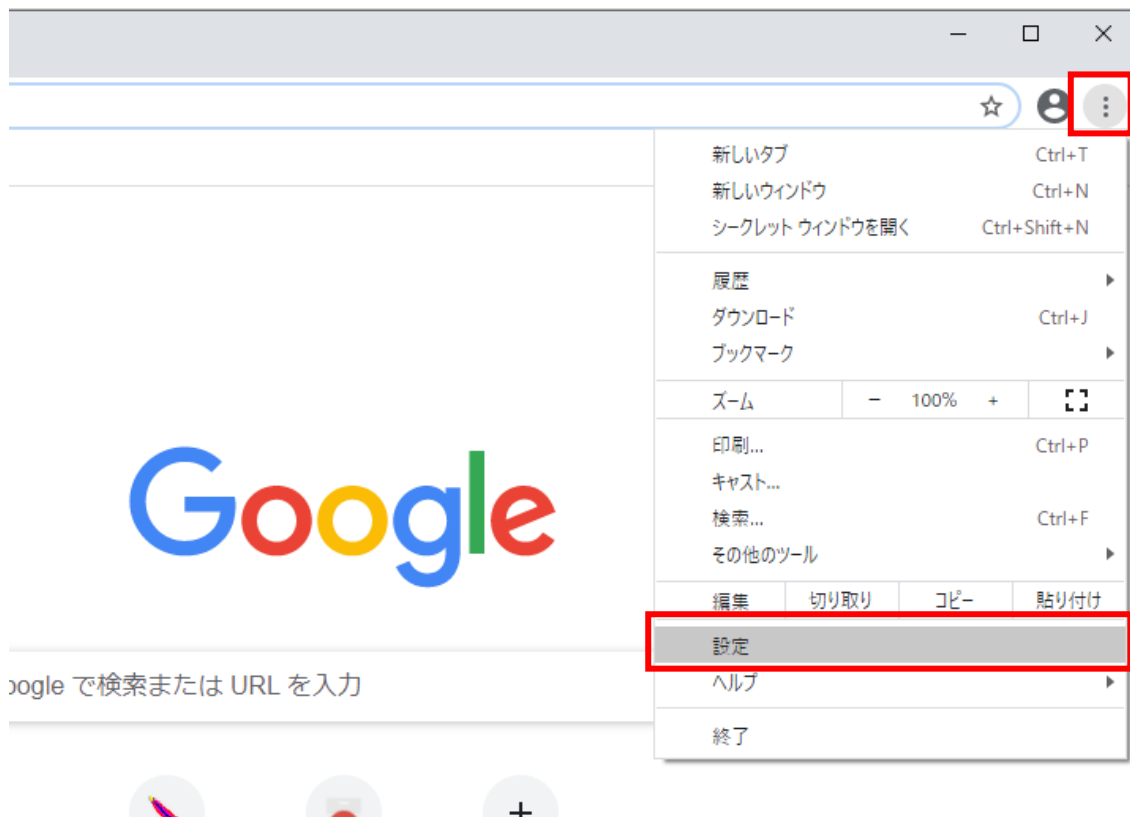 新しいタブ Ctrl+T
新しいウィンドウ Ctrl+N
シークレット ウィンドウを開く Ctrl+Shift+N
履歴
ダウンロード Ctrl+J
ブックマーク
ズーム - 100% +
印刷... Ctrl+P
キャスト...
検索... Ctrl+F
その他のツール
編集 切り取り コピー 貼り付け
設定
ヘルプ
終了
Google
oogle で検索または URL を入力